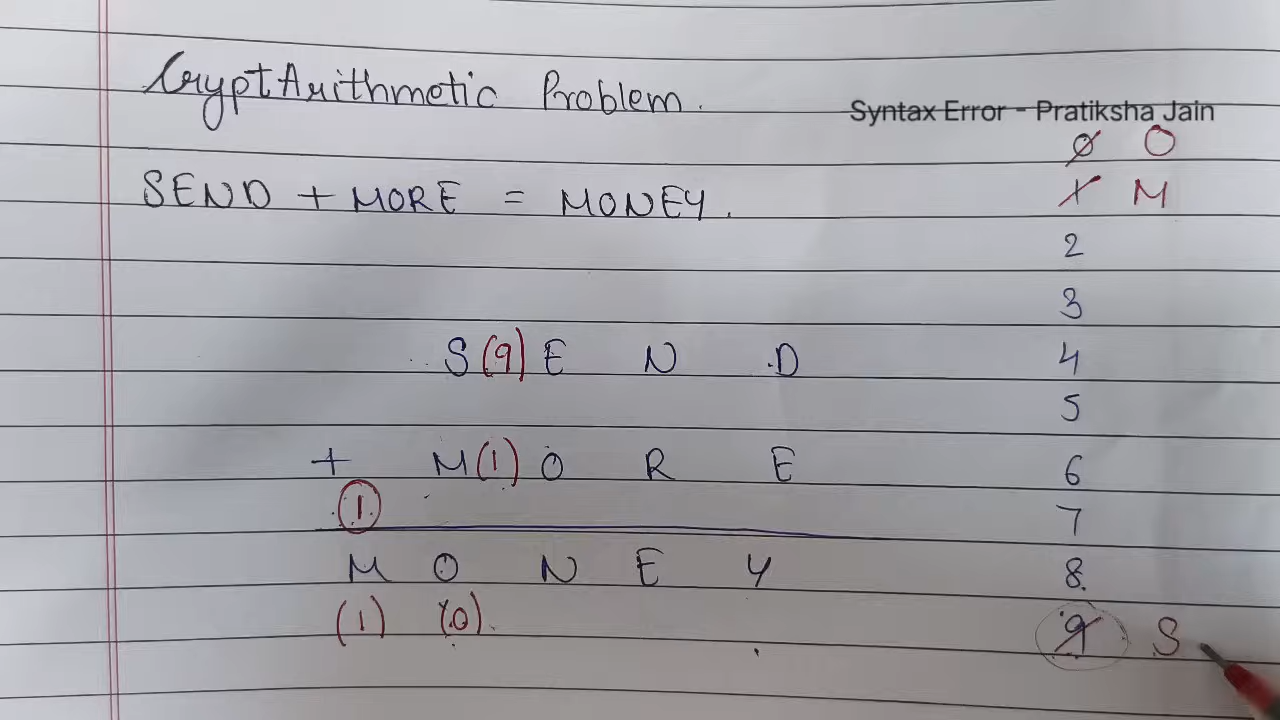 CryptArithmetic Problem.
Syntax Error - Pratiksha Jain
0 O
1 M
SEND + MORE = MONEY.
2
3
S(9) E N D
4
5
+ M(1) O R E
6
1
7
M O N E Y
8
(1) (0)
9 S